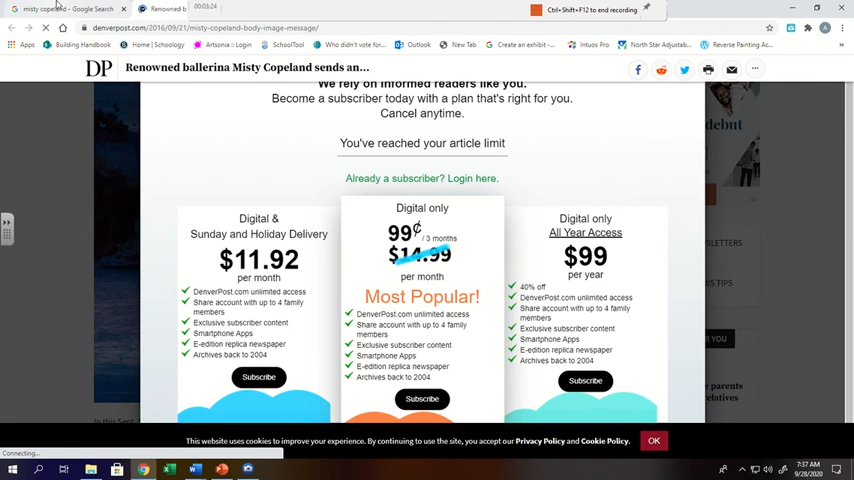 misty copeland - Google Search
Renowned b
00:03:24
Ctrl+Shift+F12 to end recording
denverpost.com/2016/09/21/misty-copeland-body-image-message/
Apps
Building Handbook
Home | Schoology
Artsonia :: Login
SchoolTool
Who didn't vote for...
Outlook
New Tab
Create an exhibit -...
Intuos Pro
North Star Adjustab...
Reverse Painting Ac...
DP
Renowned ballerina Misty Copeland sends an...
We rely on informed readers like you.
Become a subscriber today with a plan that's right for you.
Cancel anytime.
You've reached your article limit
Already a subscriber? Login here.
Digital &
Sunday and Holiday Delivery
$11.92
per month
DenverPost.com unlimited access
Share account with up to 4 family
members
Exclusive subscriber content
Smartphone Apps
E-edition replica newspaper
Archives back to 2004
Subscribe
Digital only
99¢ / 3 months
$14.99
per month
Most Popular!
DenverPost.com unlimited access
Share account with up to 4 family
members
Exclusive subscriber content
Smartphone Apps
E-edition replica newspaper
Archives back to 2004
Subscribe
Digital only
All Year Access
$99
per year
40% off
DenverPost.com unlimited access
Share account with up to 4 family
members
Exclusive subscriber content
Smartphone Apps
E-edition replica newspaper
Archives back to 2004
Subscribe
debut
SLETTERS
S TIPS
R YOU
e parents
relatives
In this Sept.
This website uses cookies to improve your experience. By continuing to use the site, you accept our Privacy Policy and Cookie Policy.
OK
Connecting...
7:37 AM
9/28/2020